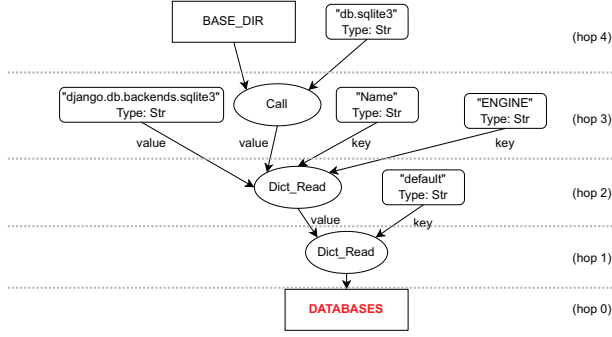 BASE_DIR
"db.sqlite3"
Type: Str
(hop 4)
"django.db.backends.sqlite3"
Type: Str
Call
"Name"
Type: Str
"ENGINE"
Type: Str
(hop 3)
value
value
key
key
Dict_Read
"default"
Type: Str
(hop 2)
value
key
Dict_Read
(hop 1)
DATABASES
(hop 0)